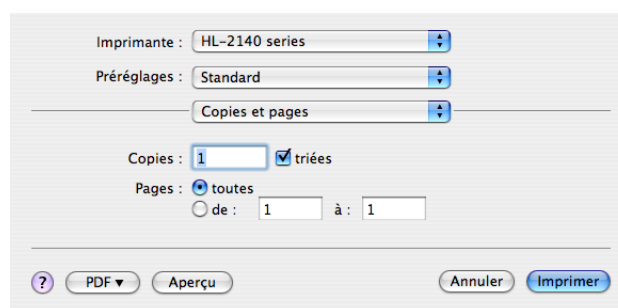 Imprimante : HL-2140 series
Préréglages : Standard
Copies et pages
Copies : 1 triées
Pages : toutes
de : 1 à : 1
? PDF ▼ Aperçu Annuler Imprimer